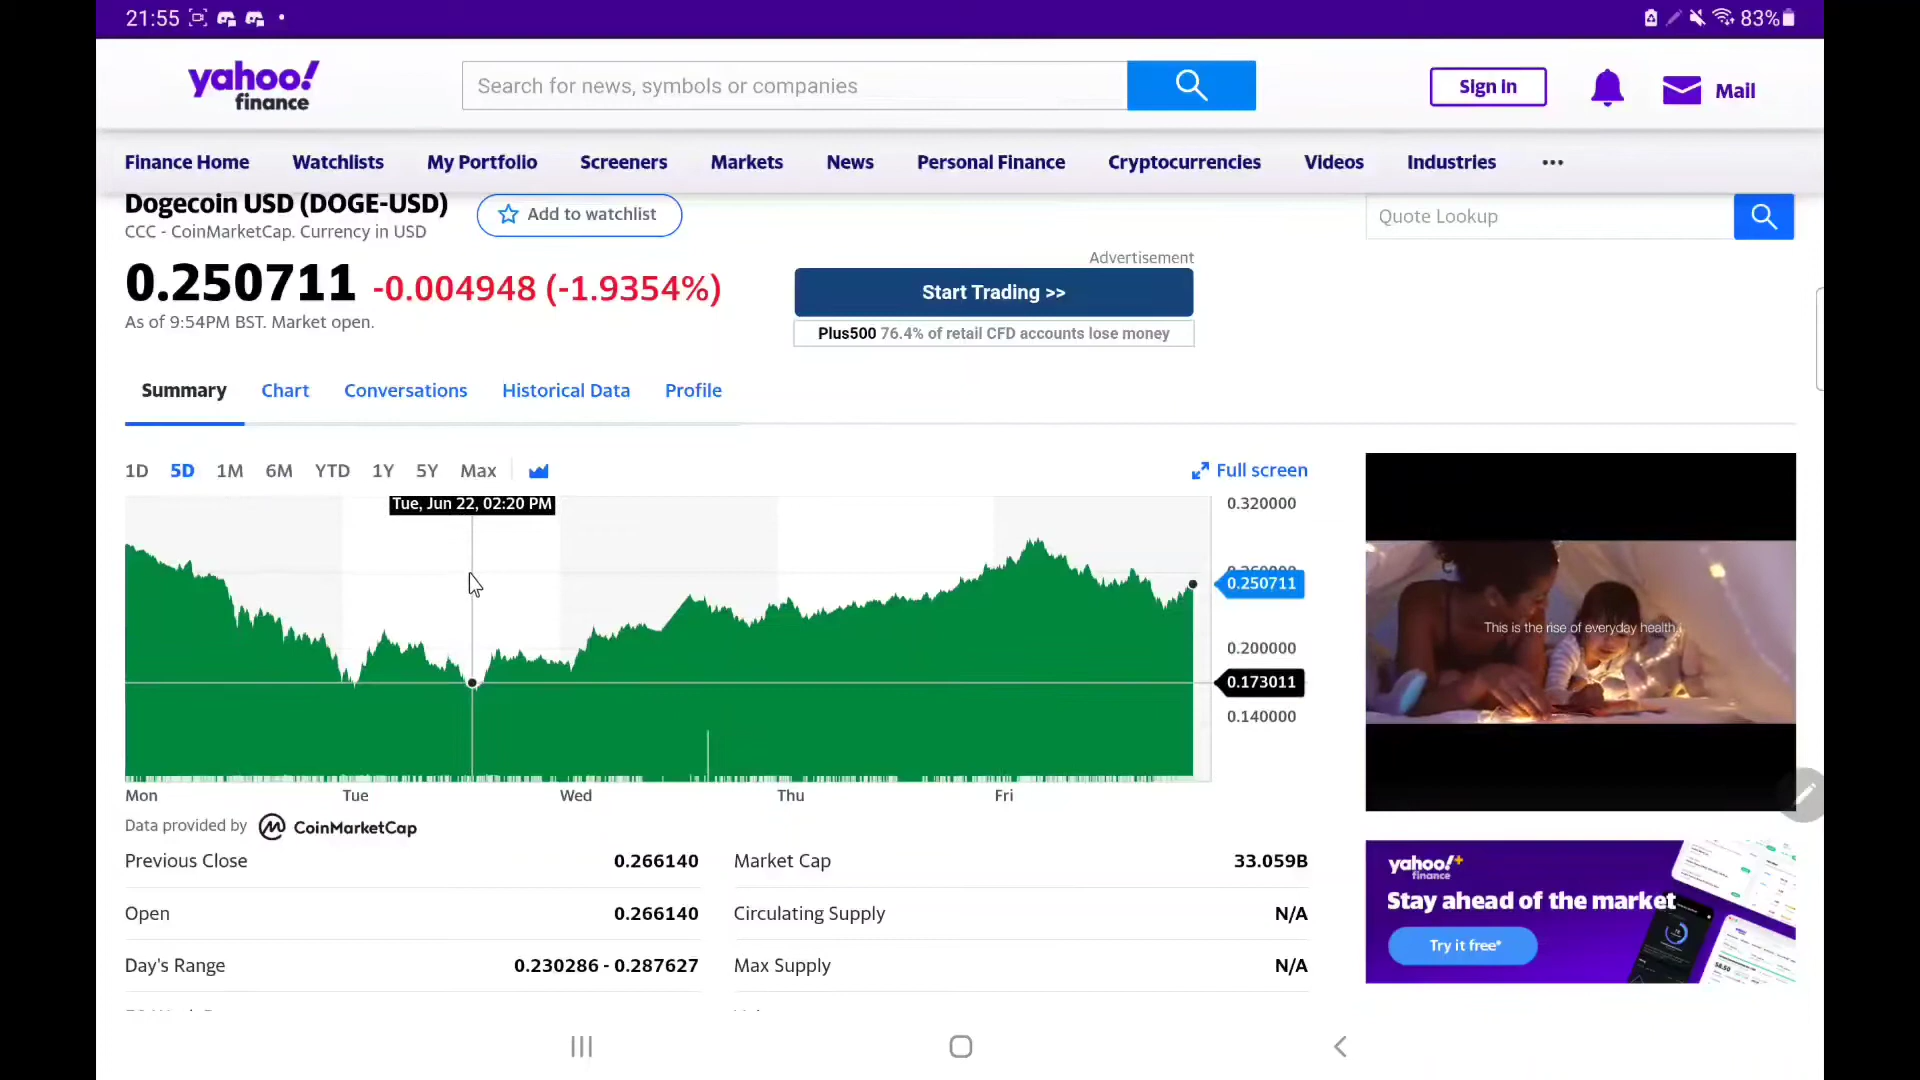 21:55
83%
yahoo!
finance
Search for news, symbols or companies
Sign In
Mail
Finance Home Watchlists My Portfolio Screeners Markets News Personal Finance Cryptocurrencies Videos Industries ...
Dogecoin USD (DOGE-USD)
CCC - CoinMarketCap. Currency in USD
Add to watchlist
Quote Lookup
0.250711 -0.004948 (-1.9354%)
As of 9:54PM BST. Market open.
Advertisement
Start Trading >>
Plus500 76.4% of retail CFD accounts lose money
Summary Chart Conversations Historical Data Profile
1D 5D 1M 6M YTD 1Y 5Y Max
Full screen
Tue, Jun 22, 02:20 PM
0.320000
0.250711
0.200000
0.173011
0.140000
Mon Tue Wed Thu Fri
This is the rise of everyday health.
Data provided by CoinMarketCap
Previous Close 0.266140
Market Cap 33.059B
Open 0.266140
Circulating Supply N/A
Day's Range 0.230286 - 0.287627
Max Supply N/A
yahoo!+
finance
Stay ahead of the market
Try it free*